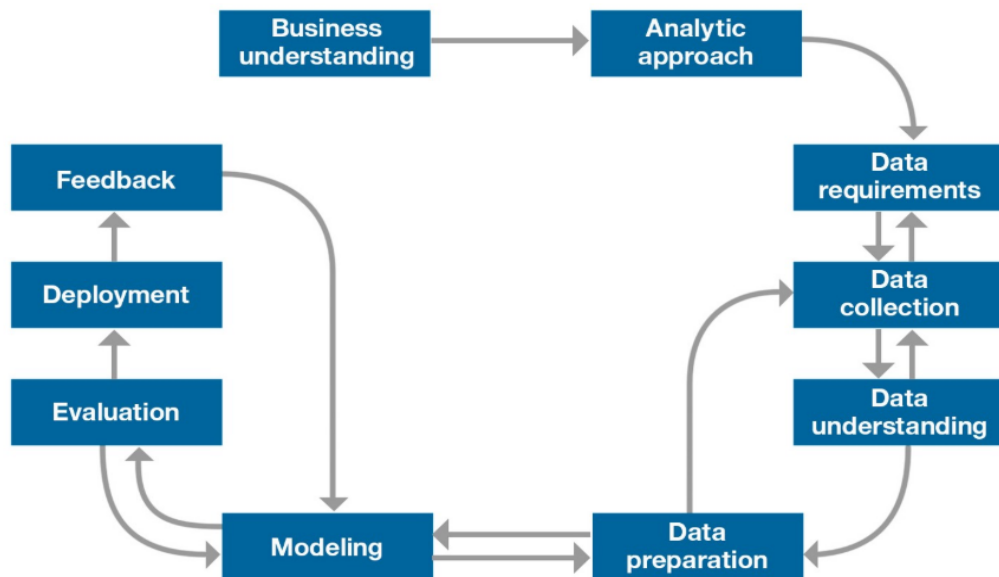 Business
understanding
Analytic
approach
Data
requirements
Data
collection
Data
understanding
Data
preparation
Modeling
Evaluation
Deployment
Feedback